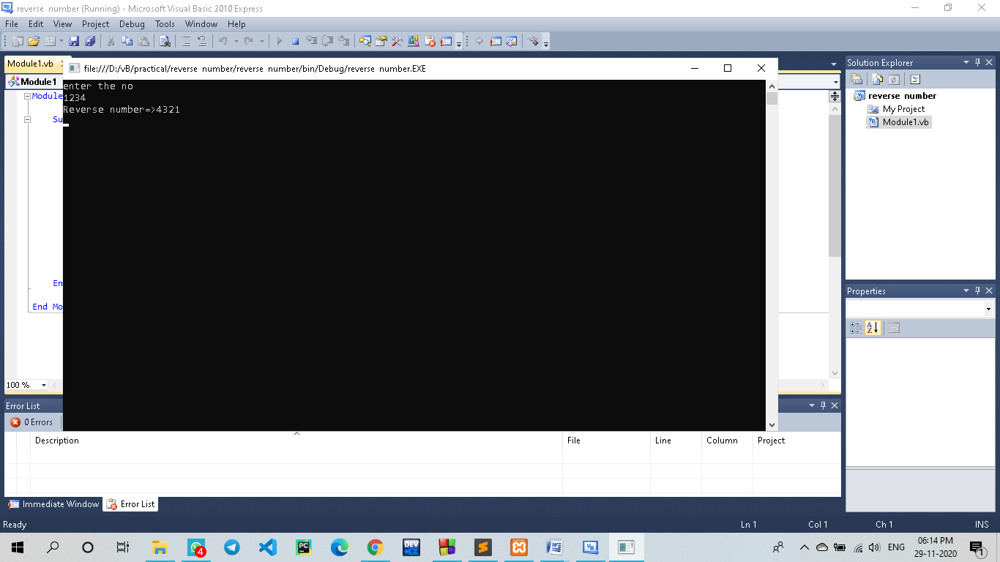 reverse number (Running) - Microsoft Visual Basic 2010 Express
File Edit View Project Debug Tools Window Help
Module1.vb
file:///D:/vB/practical/reverse number/reverse number/bin/Debug/reverse number.EXE
Module1
Module
Su
En
End Mo
enter the no
1234
Reverse number=>4321
100 %
Solution Explorer
reverse number
My Project
Module1.vb
Properties
Error List
0 Errors
Description File Line Column Project
Immediate Window Error List
Ready Ln 1 Col 1 Ch 1 INS
4 PC DEV ENG 06:14 PM
29-11-2020 1